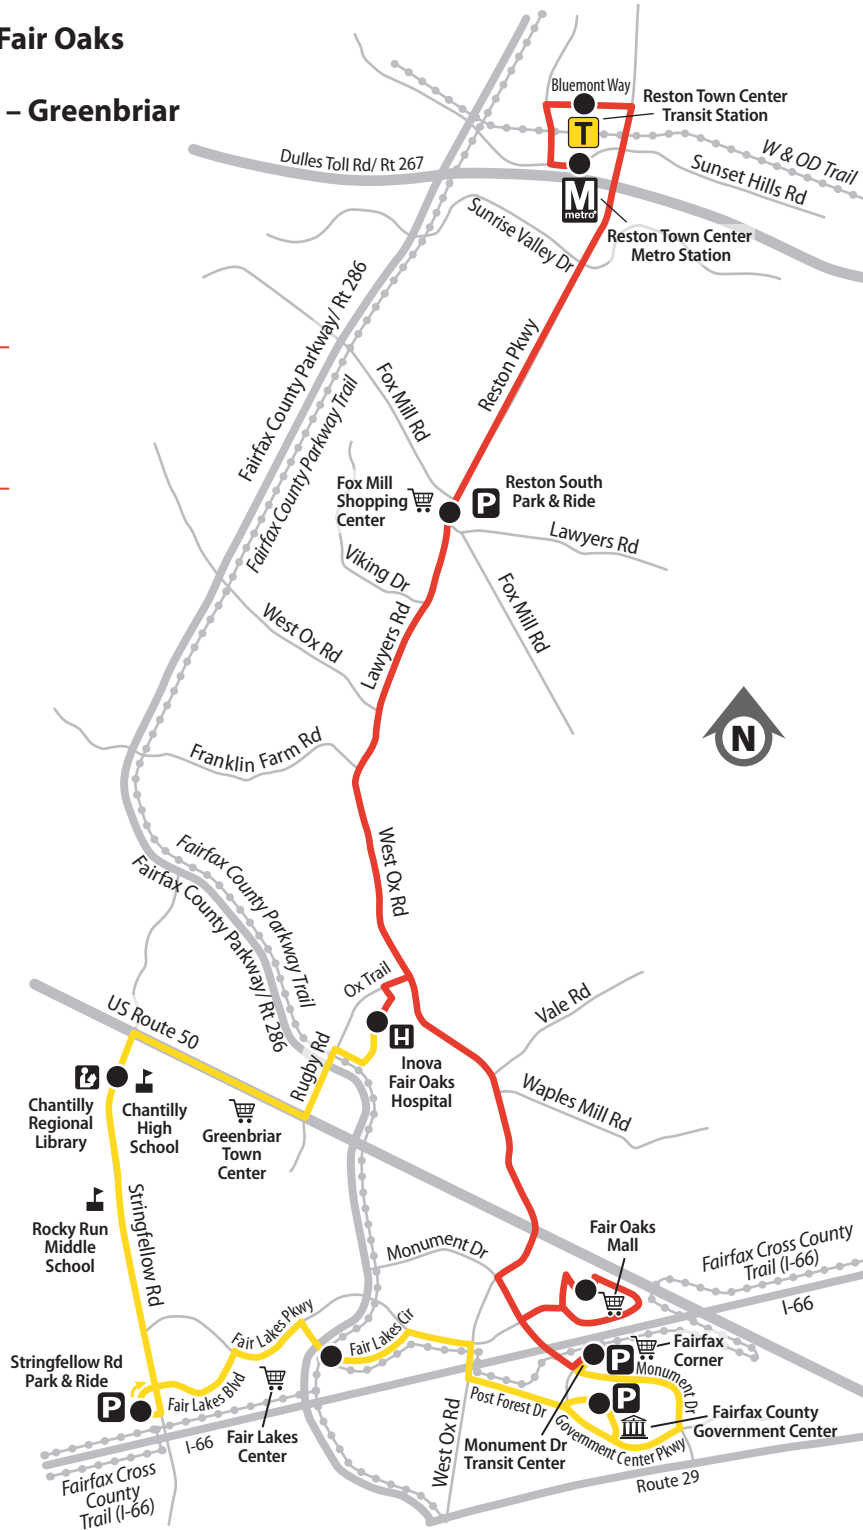 Fair Oaks
– Greenbriar
Bluemont Way
Reston Town Center
Transit Station
T
W & OD Trail
Dulles Toll Rd/ Rt 267
Sunset Hills Rd
M
metro
Sunrise Valley Dr
Reston Town Center
Metro Station
Fairfax County Parkway/ Rt 286
Reston Pkwy
Fox Mill Rd
Fairfax County Parkway Trail
Fox Mill
Shopping
Center
P
Reston South
Park & Ride
Lawyers Rd
Viking Dr
Fox Mill Rd
West Ox Rd
Lawyers Rd
N
Franklin Farm Rd
West Ox Rd
Fairfax County Parkway Trail
Fairfax County Parkway/ Rt 286
Ox Trail
Vale Rd
US Route 50
H
Rugby Rd
Inova
Fair Oaks
Hospital
Waples Mill Rd
Chantilly
Regional
Library
Chantilly
High
School
Greenbriar
Town
Center
Stringfellow Rd
Rocky Run
Middle
School
Monument Dr
Fair Oaks
Mall
Fairfax Cross County
Trail (I-66)
I-66
Fair Lakes Pkwy
Fair Lakes Cir
Fairfax
Corner
P
Stringfellow Rd
Park & Ride
P
Fair Lakes Blvd
Monument Dr
P
Post Forest Dr
West Ox Rd
Government Center Pkwy
Fairfax County
Government Center
I-66
Fair Lakes
Center
Monument Dr
Transit Center
Route 29
Fairfax Cross
County
Trail (I-66)